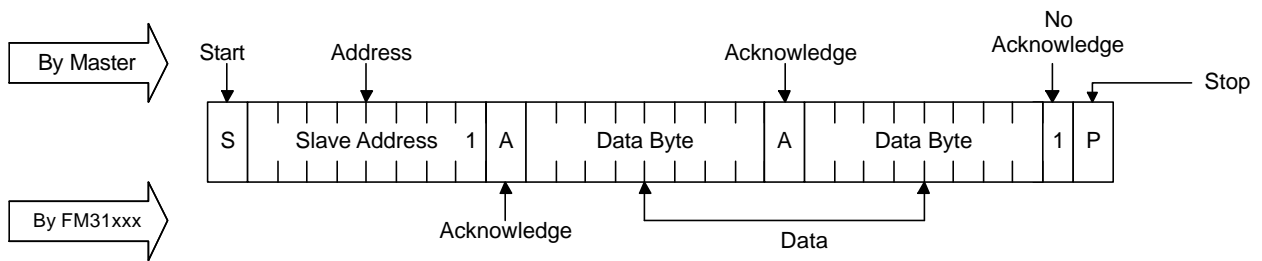 No
Acknowledge
By Master
Start
Address
Acknowledge
Stop
S
Slave Address 1
A
Data Byte
A
Data Byte
1
P
By FM31xxx
Acknowledge
Data